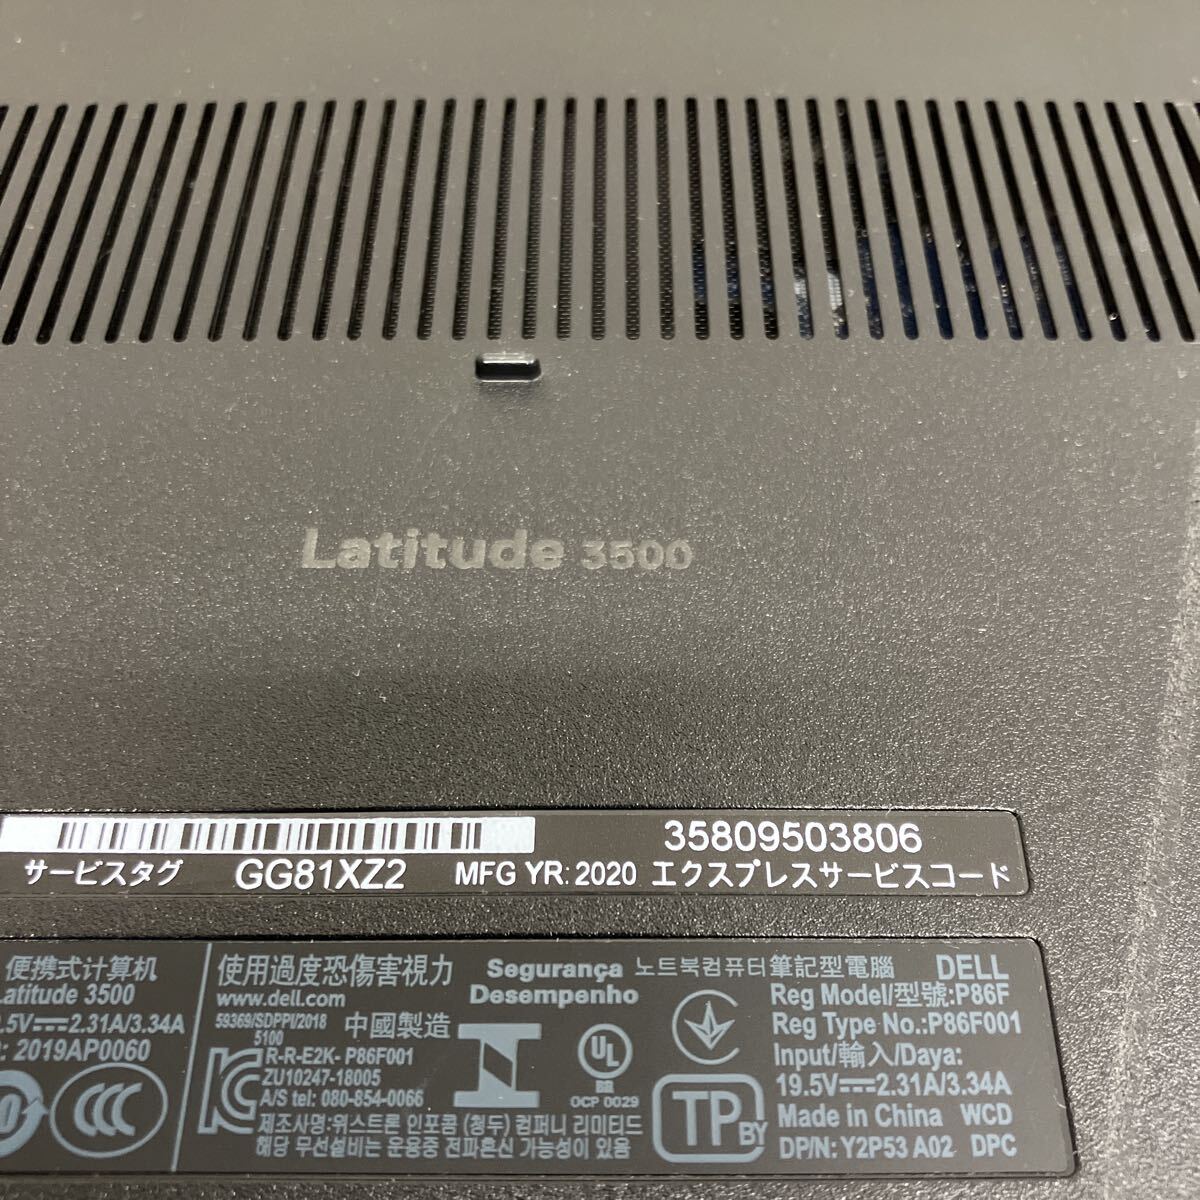 Latitude 3500
35809503806
サービスタグ GG81XZ2 MFG YR: 2020 エクスプレスサービスコード
便携式计算机
Latitude 3500
2.31A/3.34A
2019AP0060
使用過度恐傷害視力
www.dell.com
59369/SDPPI/2018
5100
中國製造
R-R-E2K- P86F001
ZU10247-18005
A/S tel: 080-854-0066
제조사명:위스트론 인포콤 (청두) 컴퍼니 리미티드
해당 무선설비는 운용중 전파혼신 가능성이 있음
Segurança
Desempenho
UL
BR
OCP 0029
노트북컴퓨터 筆記型電腦 DELL
Reg Model/型號:P86F
Reg Type No.:P86F001
Input/輸入/Daya:
19.5V 2.31A/3.34A
Made in China WCD
DP/N: Y2P53 A02 DPC
TP BY